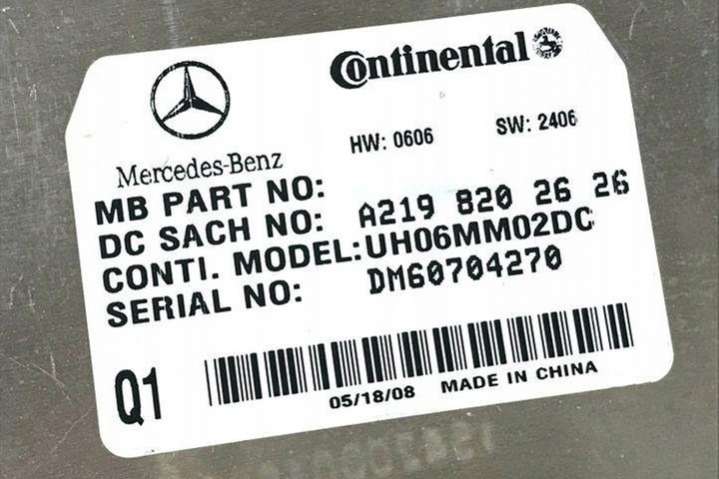 Continental
HW: 0606 SW: 2406
Mercedes-Benz
MB PART NO:
DC SACH NO: A219 820 26 26
CONTI. MODEL: UH06MM02DC
SERIAL NO: DM60704270
Q1
05/18/08 MADE IN CHINA